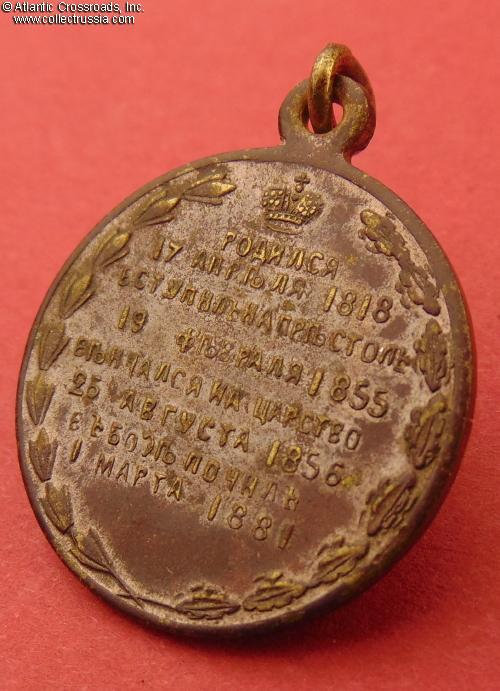 © Atlantic Crossroads, Inc.
www.collectrussia.com
РОДИЛСЯ
17 АПРѢЛЯ 1818
ВСТУПИЛЪ НА ПРѢСТОЛЪ
19 ФѢВРАЛЯ 1855
ВѢНЧАЛСЯ НА ЦАРСТВО
26 АВГУСТА 1856
ВЪ БОЗѢ ПОЧИЛЪ
1 МАРТА 1881